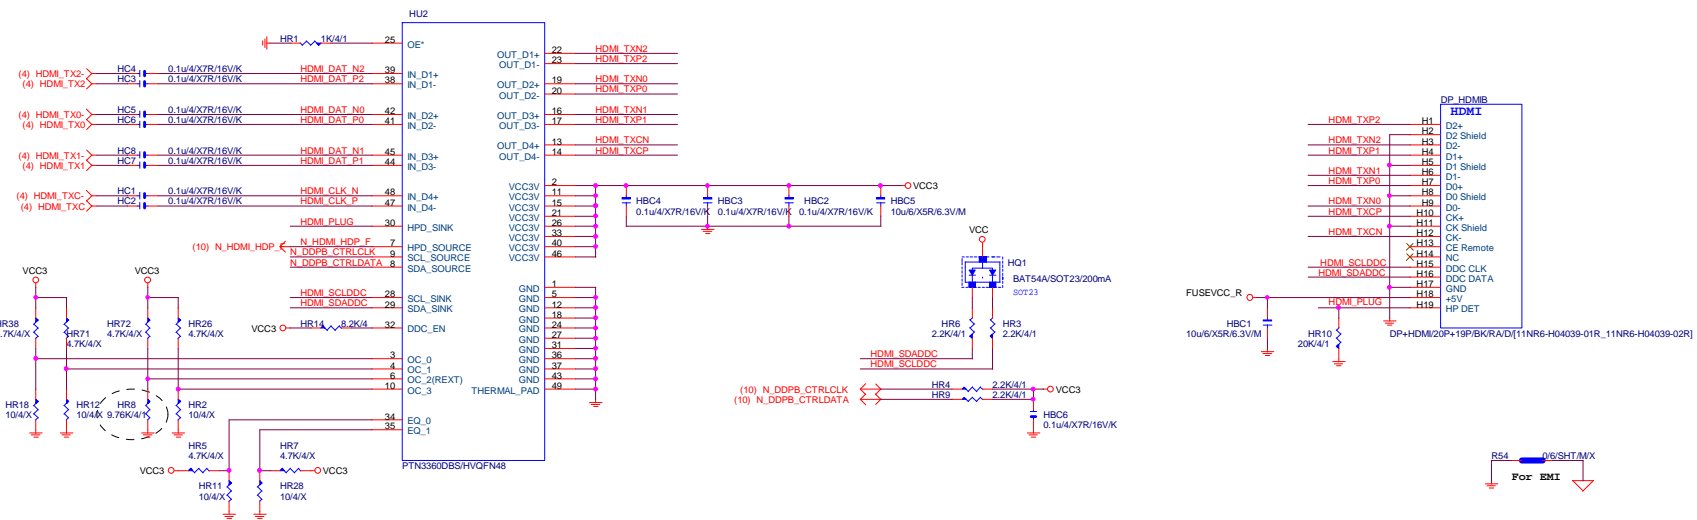 HU2
HR1 1K/4/1 25 OE*
(4) HDMI_TX2- HC4 0.1u/4/X7R/16V/K HDMI_DAT_N2 39 IN_D1+
(4) HDMI_TX2 HC3 0.1u/4/X7R/16V/K HDMI_DAT_P2 38 IN_D1-
(4) HDMI_TX0- HC5 0.1u/4/X7R/16V/K HDMI_DAT_N0 42 IN_D2+
(4) HDMI_TX0 HC6 0.1u/4/X7R/16V/K HDMI_DAT_P0 41 IN_D2-
(4) HDMI_TX1- HC8 0.1u/4/X7R/16V/K HDMI_DAT_N1 45 IN_D3+
(4) HDMI_TX1 HC7 0.1u/4/X7R/16V/K HDMI_DAT_P1 44 IN_D3-
(4) HDMI_TXC- HC1 0.1u/4/X7R/16V/K HDMI_CLK_N 48 IN_D4+
(4) HDMI_TXC HC2 0.1u/4/X7R/16V/K HDMI_CLK_P 47 IN_D4-
HDMI_PLUG 30 HPD_SINK
(10) N_HDMI_HDP_F N_HDMI_HDP_F 7 HPD_SOURCE
N_DDPB_CTRLCLK 9 SCL_SOURCE
N_DDPB_CTRLDATA 8 SDA_SOURCE
HDMI_SCLDDC 28 SCL_SINK
HDMI_SDADDC 29 SDA_SINK
VCC3 HR14 8.2K/4 32 DDC_EN
3 OC_0
4 OC_1
6 OC_2(REXT)
10 OC_3
34 EQ_0
35 EQ_1
PTN3360DBS/HVQFN48
22 OUT_D1+ HDMI_TXN2
23 OUT_D1- HDMI_TXP2
19 OUT_D2+ HDMI_TXN0
20 OUT_D2- HDMI_TXP0
16 OUT_D3+ HDMI_TXN1
17 OUT_D3- HDMI_TXP1
13 OUT_D4+ HDMI_TXCN
14 OUT_D4- HDMI_TXCP
VCC3V 2
VCC3V 11
VCC3V 15
VCC3V 21
VCC3V 26
VCC3V 33
VCC3V 40
VCC3V 46
GND 1
GND 5
GND 12
GND 18
GND 24
GND 27
GND 31
GND 36
GND 37
GND 43
THERMAL_PAD 49
VCC3
HBC4 HBC3 HBC2 HBC5
0.1u/4/X7R/16V/K 0.1u/4/X7R/16V/K 0.1u/4/X7R/16V/K 10u/6/X5R/6.3V/M
VCC3 VCC3
HR38 HR71 HR72 HR26
.7K/4/X 4.7K/4/X 4.7K/4/X 4.7K/4/X
HR18 HR12 HR8 HR2
10/4/X 10/4/X 9.76K/4/1 10/4/X
HR5 HR7
4.7K/4/X 4.7K/4/X
VCC3 VCC3
HR11 HR28
10/4/X 10/4/X
VCC
HQ1
BAT54A/SOT23/200mA
SOT23
HR6 HR3
2.2K/4/1 2.2K/4/1
HDMI_SDADDC
HDMI_SCLDDC
(10) N_DDPB_CTRLCLK HR4 2.2K/4/1 VCC3
(10) N_DDPB_CTRLDATA HR9 2.2K/4/1
HBC6
0.1u/4/X7R/16V/K
DP_HDMIB
HDMI
HDMI_TXP2 H1 D2+
H2 D2 Shield
HDMI_TXN2 H3 D2-
HDMI_TXP1 H4 D1+
H5 D1 Shield
HDMI_TXN1 H6 D1-
HDMI_TXP0 H7 D0+
H8 D0 Shield
HDMI_TXN0 H9 D0-
HDMI_TXCP H10 CK+
H11 CK Shield
HDMI_TXCN H12 CK-
H13 CE Remote
H14 NC
HDMI_SCLDDC H15 DDC CLK
HDMI_SDADDC H16 DDC DATA
H17 GND
FUSEVCC_R H18 +5V
HDMI_PLUG H19 HP DET
HBC1
10u/6/X5R/6.3V/M
HR10
20K/4/1
DP+HDMI/20P+19P/BK/RA/D/[11NR6-H04039-01R_11NR6-H04039-02R]
R54 0/6/SHT/M/X
For EMI